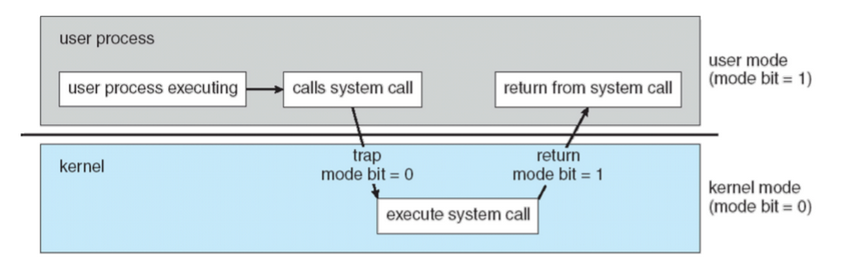 user process
user process executing
calls system call
return from system call
user mode
(mode bit = 1)
trap
mode bit = 0
return
mode bit = 1
kernel
execute system call
kernel mode
(mode bit = 0)